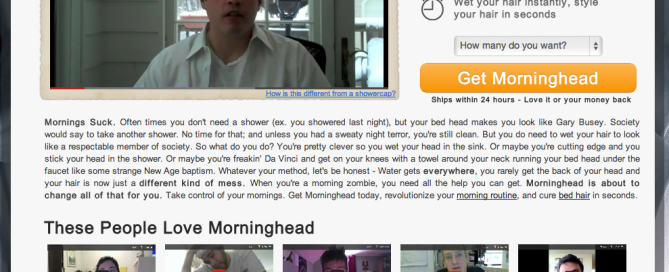 Wet your hair instantly, style
your hair in seconds
How many do you want?
Get Morninghead
Ships within 24 hours - Love it or your money back
How is this different from a showercap?
Mornings Suck. Often times you don't need a shower (ex. you showered last night), but your bed head makes you look like Gary Busey. Society
would say to take another shower. No time for that; and unless you had a sweaty night terror, you're still clean. But you do need to wet your hair to look
like a respectable member of society. So what do you do? You're pretty clever so you wet your head in the sink. Or maybe you're cutting edge and you
stick your head in the shower. Or maybe you're freakin' Da Vinci and get on your knees with a towel around your neck running your bed head under the
faucet like some strange New Age baptism. Whatever your method, let's be honest - Water gets everywhere, you rarely get the back of your head and
your hair is now just a different kind of mess. When you're a morning zombie, you need all the help you can get. Morninghead is about to
change all of that for you. Take control of your mornings. Get Morninghead today, revolutionize your morning routine, and cure bed hair in seconds.
These People Love Morninghead